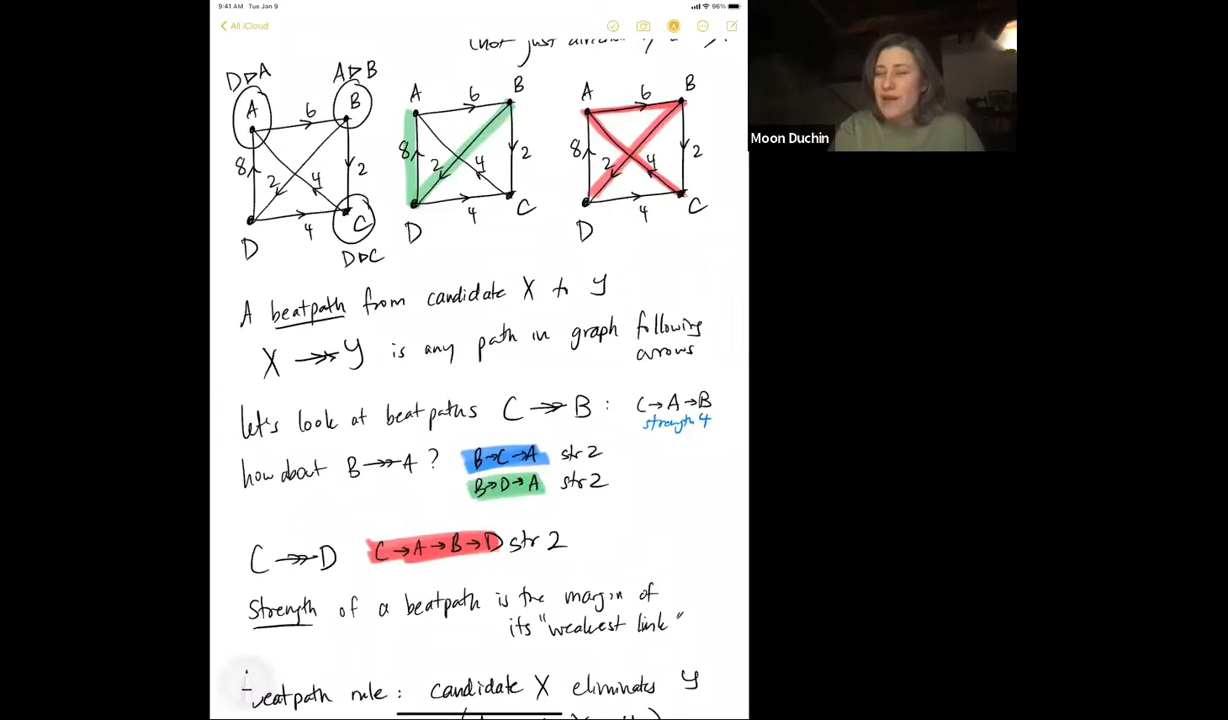 9:41 AM Tue Jan 9
96%
All iCloud
(not just
D▷A
A▷B
A
6
B
8
2
4
2
D
4
C
D▷C
A
6
B
8
2
4
2
D
4
C
A
6
B
8
2
4
2
D
4
C
Moon Duchin
A beatpath from candidate X to Y
X ↠ Y is any path in graph following
arrows
let's look at beatpaths C ↠ B : C→A→B
strength 4
how about B ↠ A ? B→C→A str 2
B→D→A str 2
C ↠ D C→A→B→D str 2
Strength of a beatpath is the margin of
its "weakest link"
beatpath rule: candidate X eliminates Y